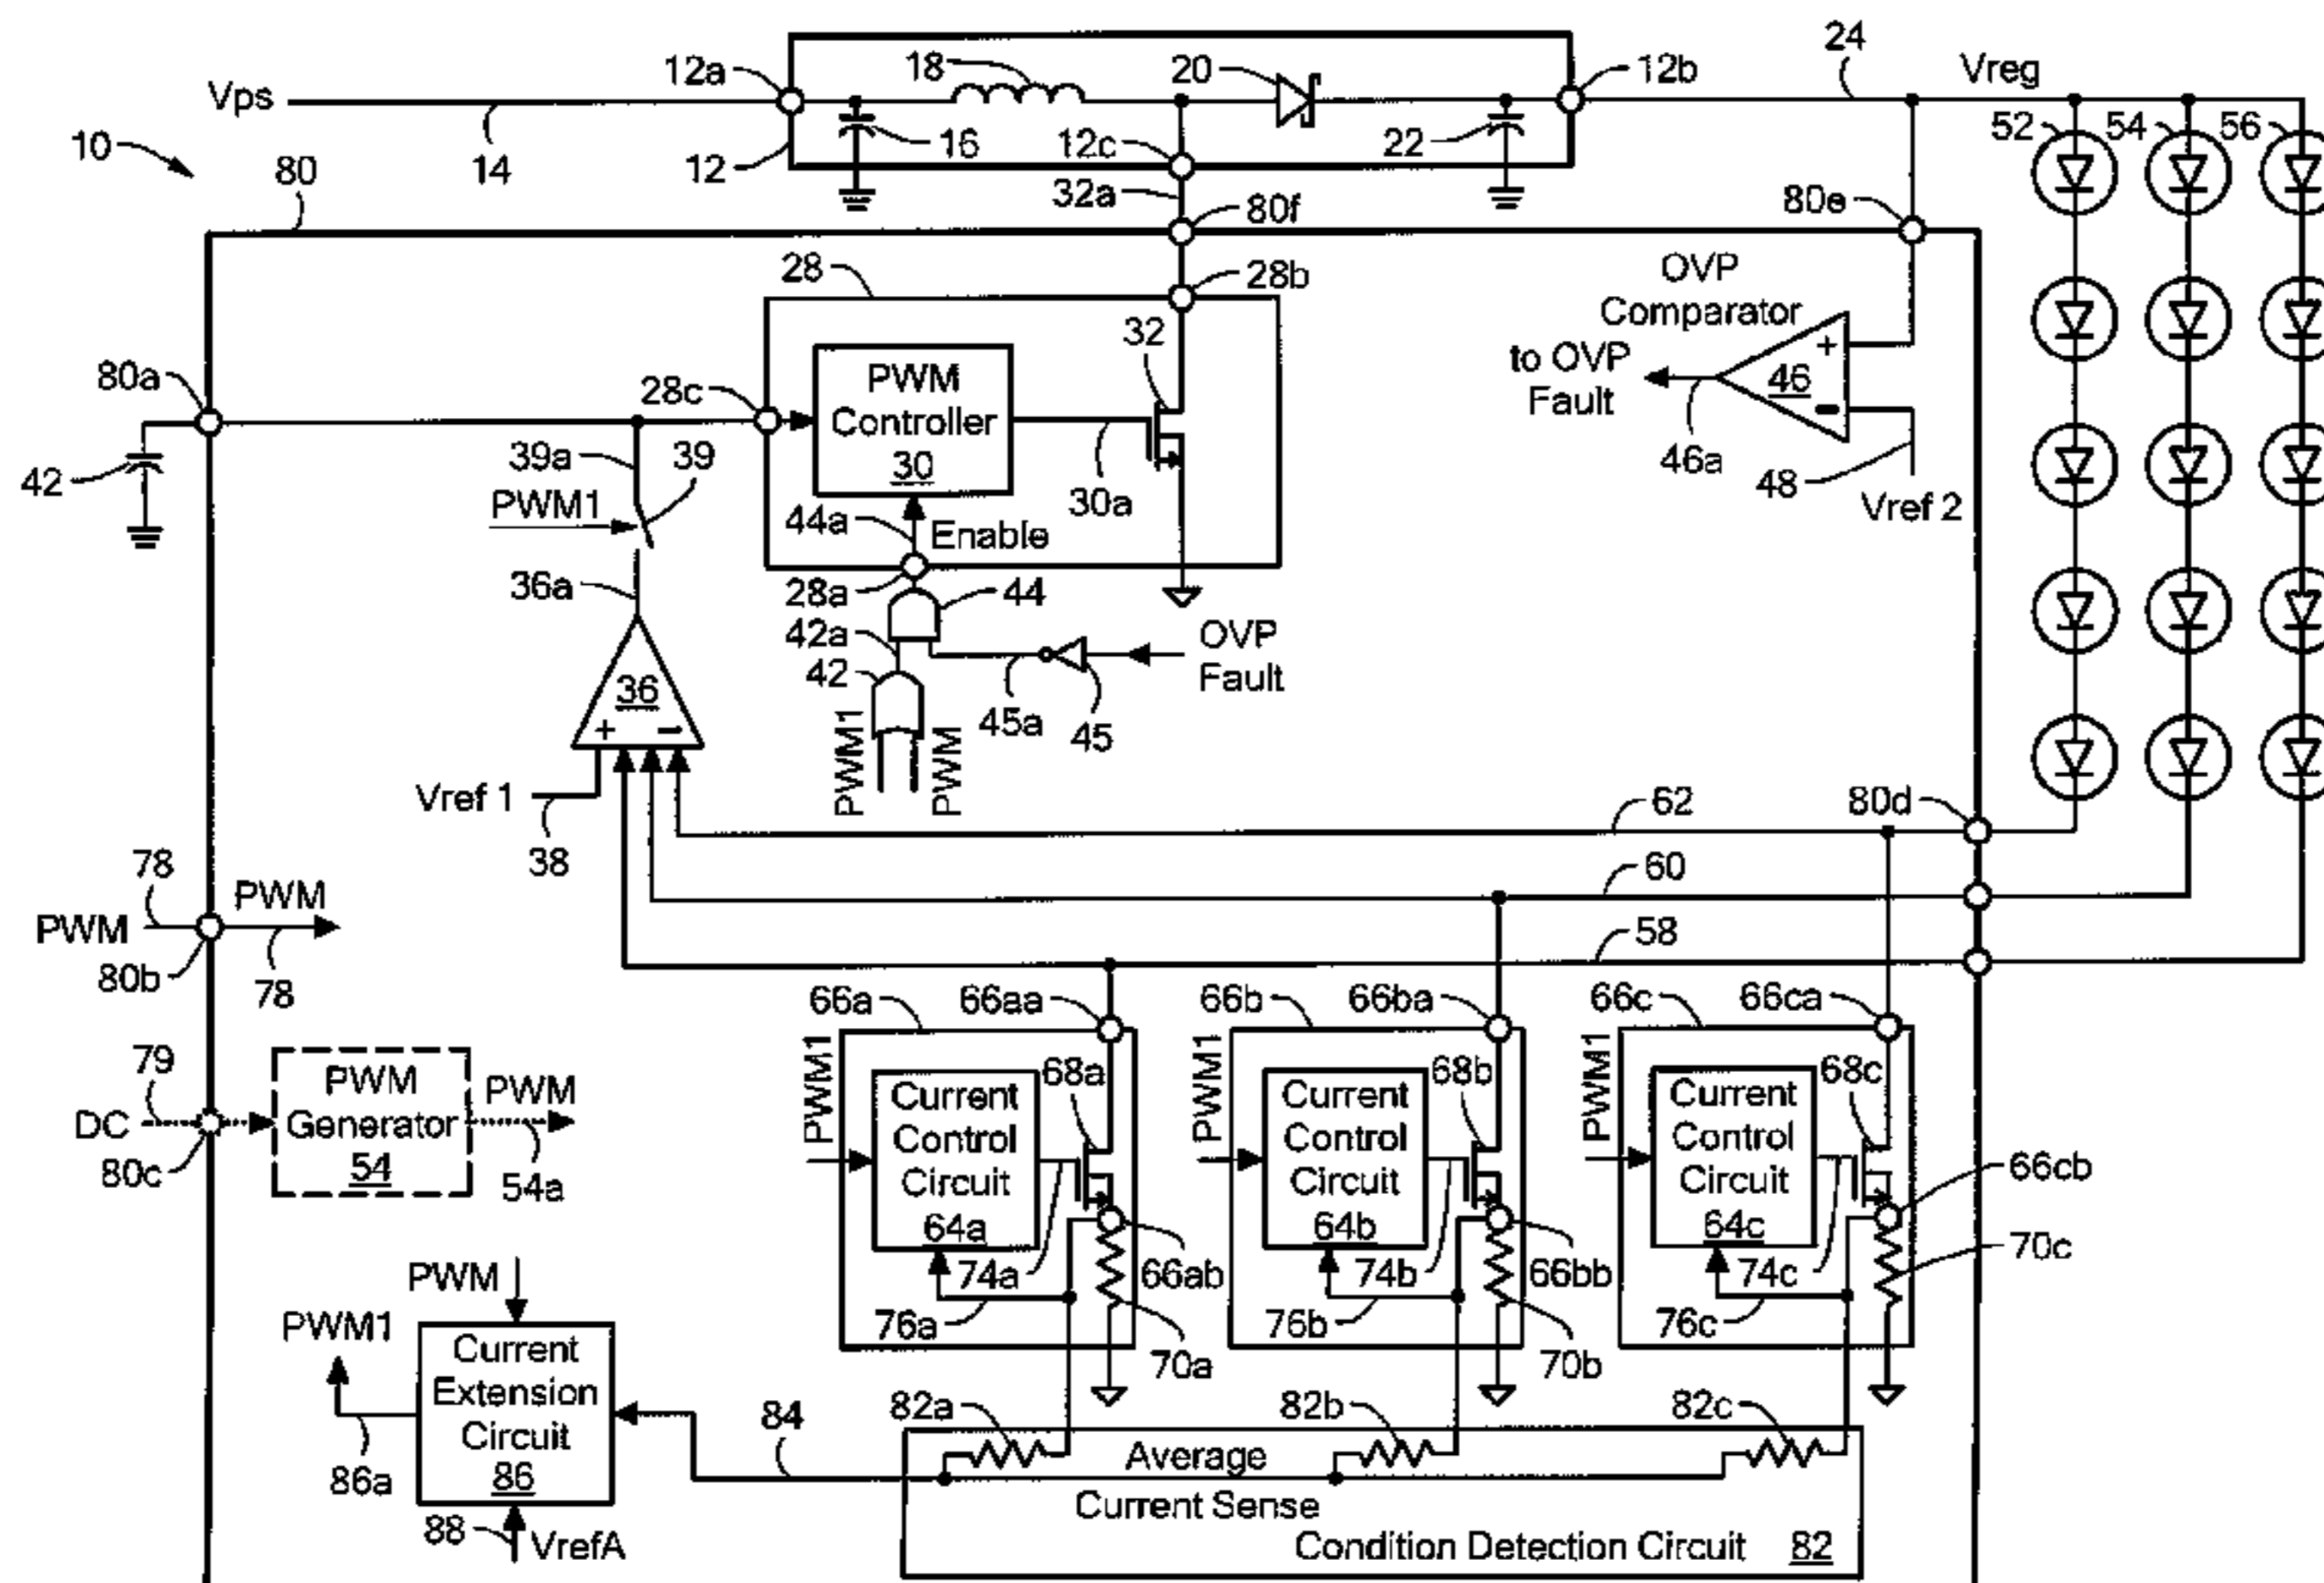 24
Vps
12a
18
20
12b
Vreg
10
80
14
12
16
12c
22
52
54
56
32a
80f
80e
28
28b
OVP
Comparator
32
to OVP
Fault
46
46a
48
Vref 2
80a
28c
PWM
Controller
30
39a
39
30a
42
PWM1
44a
Enable
36a
28a
44
42a
OVP
Fault
42
45a
45
36
PWM1
PWM
Vref 1
38
62
80d
60
58
78
PWM
PWM
80b
78
66a
66aa
66b
66ba
66c
66ca
PWM1
PWM1
PWM1
68a
68b
68c
Current
Control
Circuit
64a
Current
Control
Circuit
64b
Current
Control
Circuit
64c
79
DC
80c
PWM
Generator
54
PWM
54a
66cb
74a
66ab
74b
66bb
74c
70c
76a
70a
76b
70b
76c
PWM
PWM1
Current
Extension
Circuit
86
86a
88
VrefA
84
82a
82b
82c
Average
Current Sense
Condition Detection Circuit 82